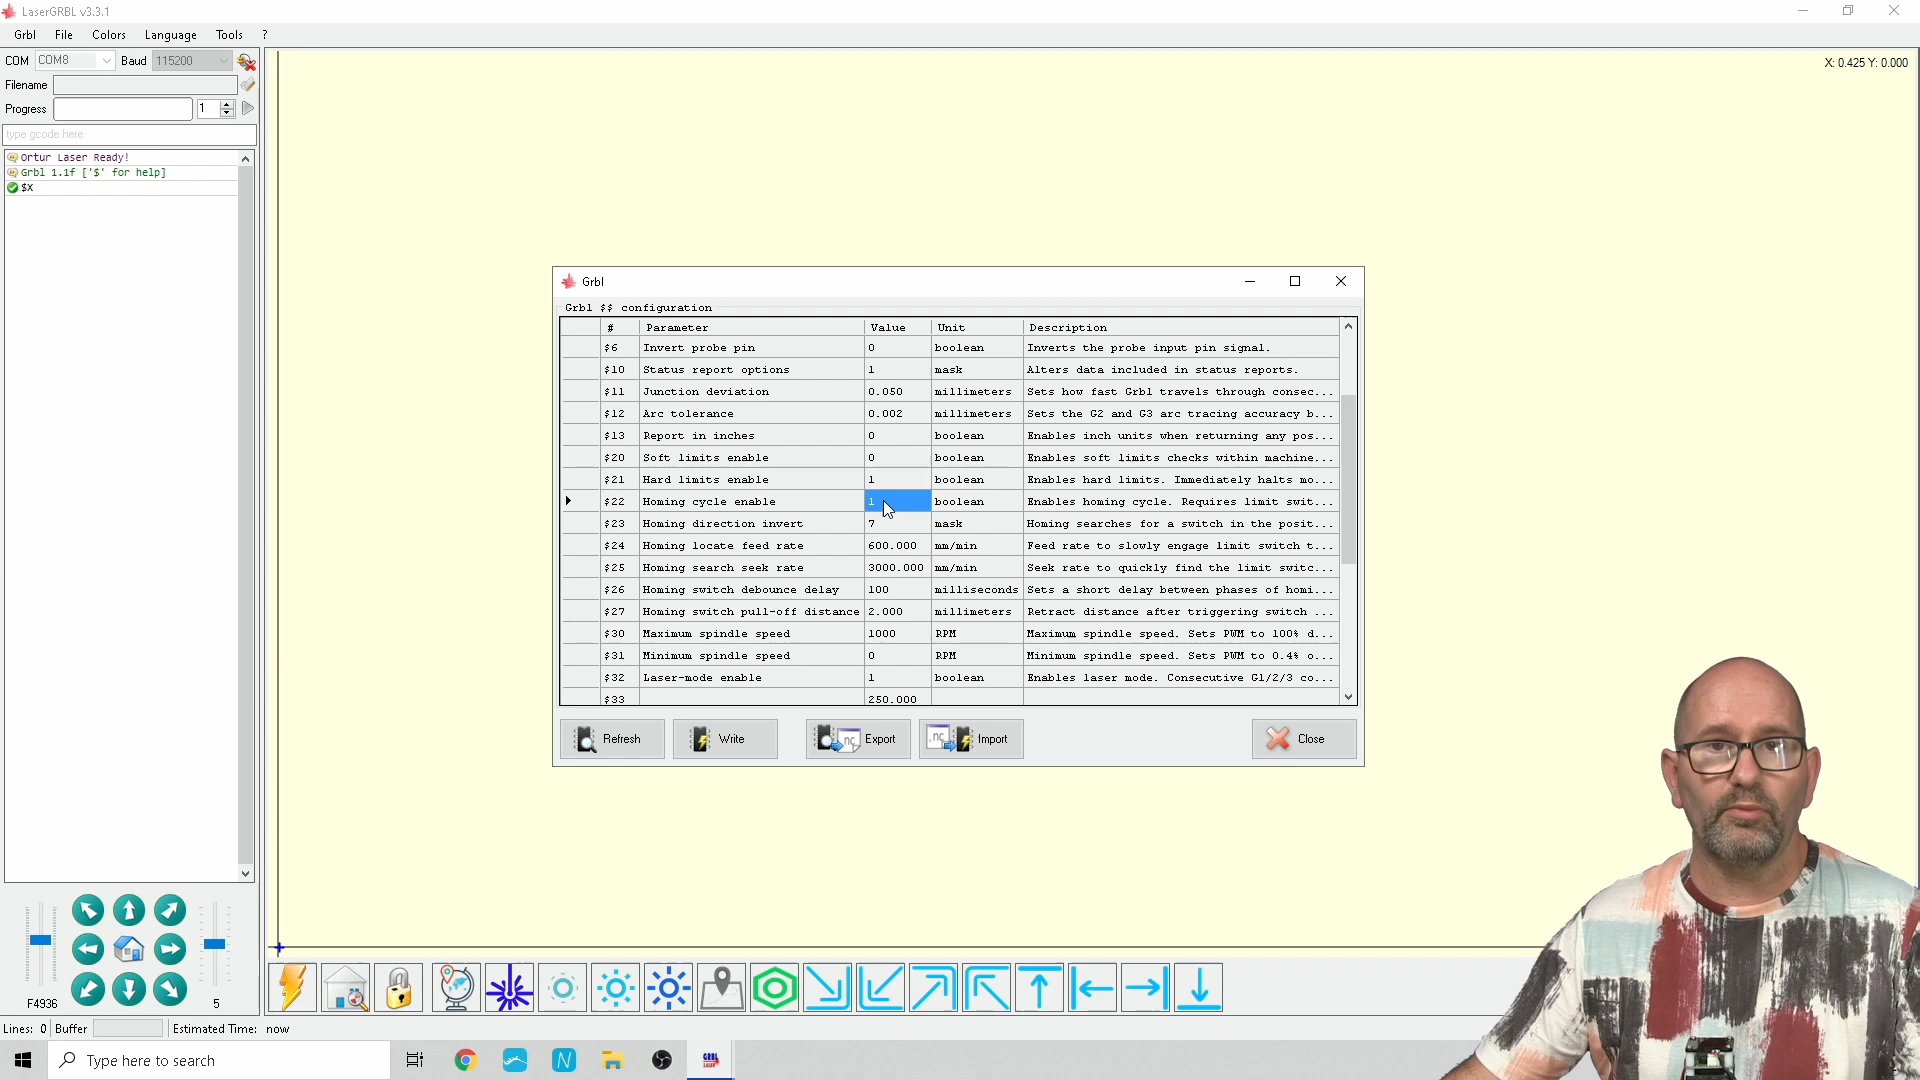 LaserGRBL v3.3.1
Grbl File Colors Language Tools ?
COM COM8 Baud 115200
Filename
Progress 1
type gcode here
Ortur Laser Ready!
Grbl 1.1f ['$' for help]
$X
X: 0.425 Y: 0.000
Grbl
Grbl $$ configuration
# Parameter Value Unit Description
$6 Invert probe pin 0 boolean Inverts the probe input pin signal.
$10 Status report options 1 mask Alters data included in status reports.
$11 Junction deviation 0.050 millimeters Sets how fast Grbl travels through consec...
$12 Arc tolerance 0.002 millimeters Sets the G2 and G3 arc tracing accuracy b...
$13 Report in inches 0 boolean Enables inch units when returning any pos...
$20 Soft limits enable 0 boolean Enables soft limits checks within machine...
$21 Hard limits enable 1 boolean Enables hard limits. Immediately halts mo...
$22 Homing cycle enable 1 boolean Enables homing cycle. Requires limit swit...
$23 Homing direction invert 7 mask Homing searches for a switch in the posit...
$24 Homing locate feed rate 600.000 mm/min Feed rate to slowly engage limit switch t...
$25 Homing search seek rate 3000.000 mm/min Seek rate to quickly find the limit switc...
$26 Homing switch debounce delay 100 milliseconds Sets a short delay between phases of homi...
$27 Homing switch pull-off distance 2.000 millimeters Retract distance after triggering switch ...
$30 Maximum spindle speed 1000 RPM Maximum spindle speed. Sets PWM to 100% d...
$31 Minimum spindle speed 0 RPM Minimum spindle speed. Sets PWM to 0.4% o...
$32 Laser-mode enable 1 boolean Enables laser mode. Consecutive G1/2/3 co...
$33 250.000
Refresh Write Export Import Close
F4936 5
Lines: 0 Buffer Estimated Time: now
Type here to search